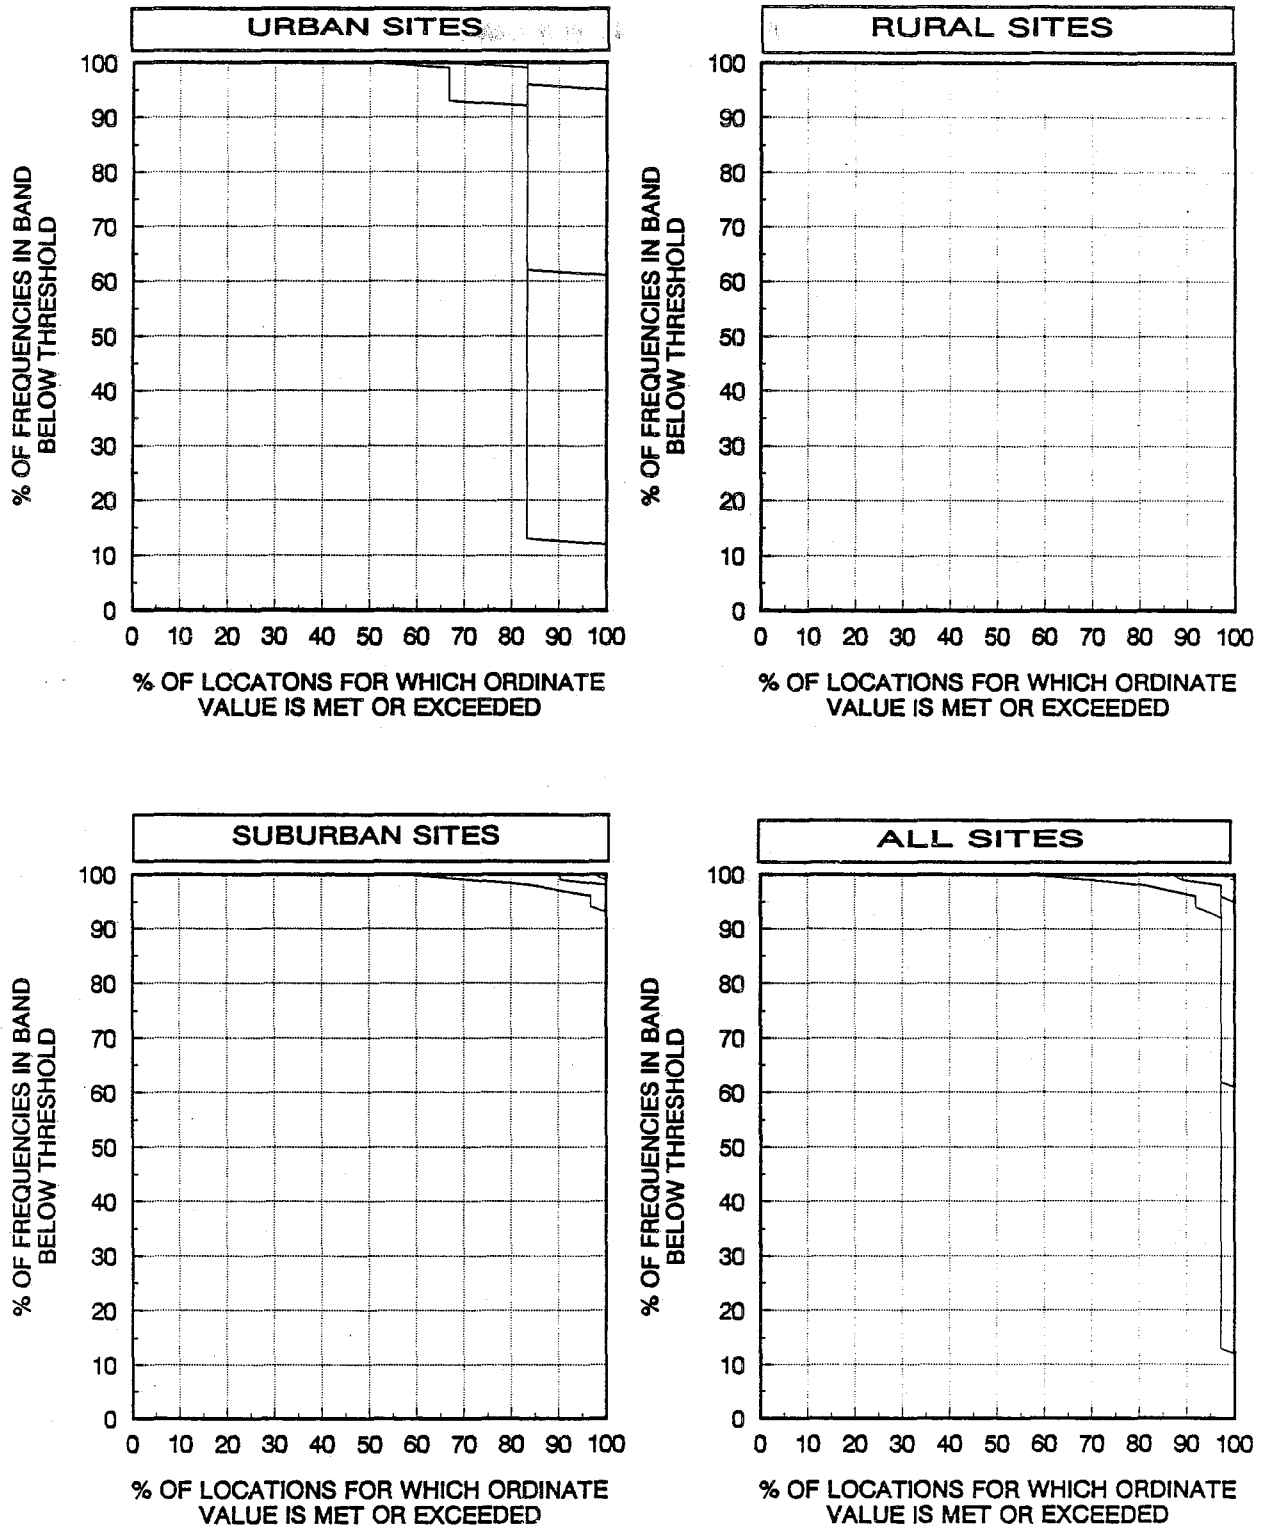 URBAN SITES
100
90
80
70
60
50
40
30
20
10
0
% OF FREQUENCIES IN BAND
BELOW THRESHOLD
0 10 20 30 40 50 60 70 80 90 100
% OF LOCATONS FOR WHICH ORDINATE
VALUE IS MET OR EXCEEDED
RURAL SITES
100
90
80
70
60
50
40
30
20
10
0
% OF FREQUENCIES IN BAND
BELOW THRESHOLD
0 10 20 30 40 50 60 70 80 90 100
% OF LOCATIONS FOR WHICH ORDINATE
VALUE IS MET OR EXCEEDED
SUBURBAN SITES
100
90
80
70
60
50
40
30
20
10
0
% OF FREQUENCIES IN BAND
BELOW THRESHOLD
0 10 20 30 40 50 60 70 80 90 100
% OF LOCATIONS FOR WHICH ORDINATE
VALUE IS MET OR EXCEEDED
ALL SITES
100
90
80
70
60
50
40
30
20
10
0
% OF FREQUENCIES IN BAND
BELOW THRESHOLD
0 10 20 30 40 50 60 70 80 90 100
% OF LOCATIONS FOR WHICH ORDINATE
VALUE IS MET OR EXCEEDED